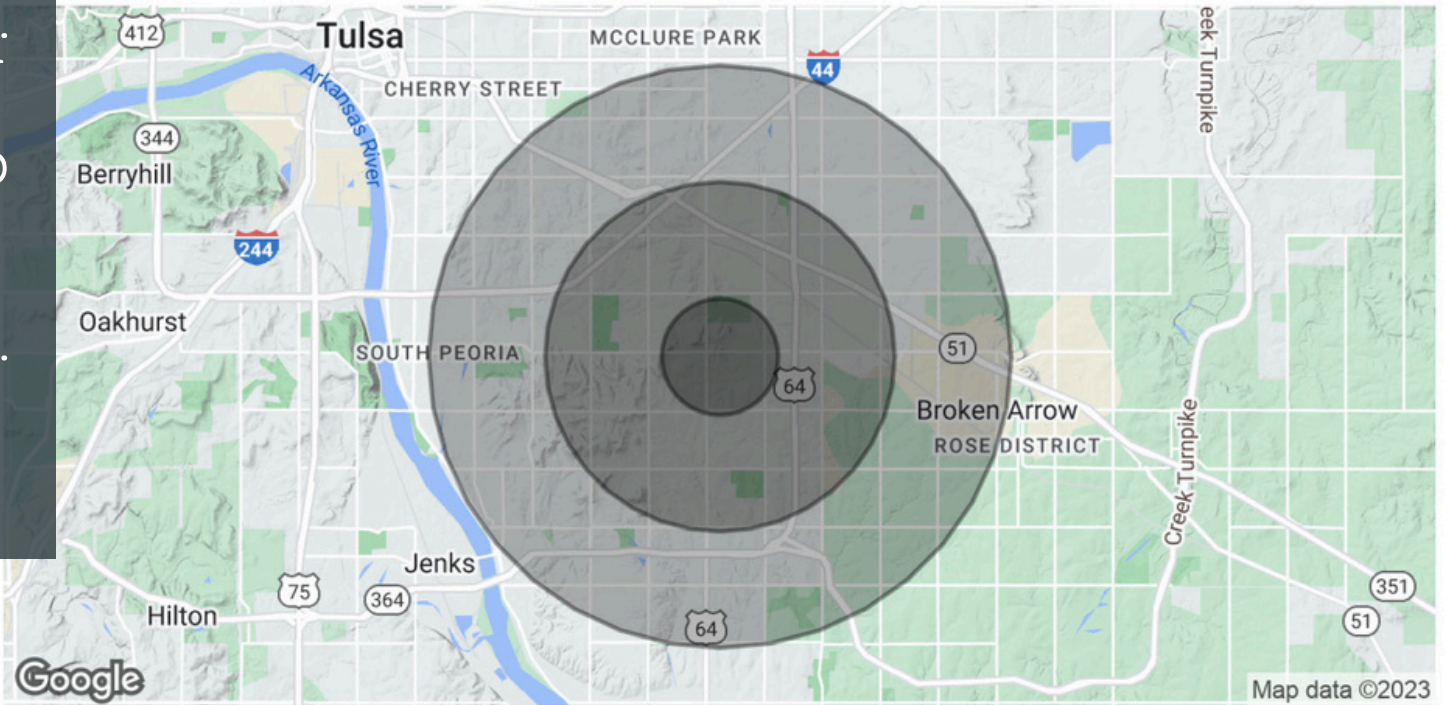 412
Tulsa
MCCLURE PARK
44
CHERRY STREET
Arkansas River
eek Turnpike
344
Berryhill
244
Oakhurst
SOUTH PEORIA
51
64
Broken Arrow
ROSE DISTRICT
Creek Turnpike
Jenks
75
364
Hilton
64
351
51
Google
Map data ©2023